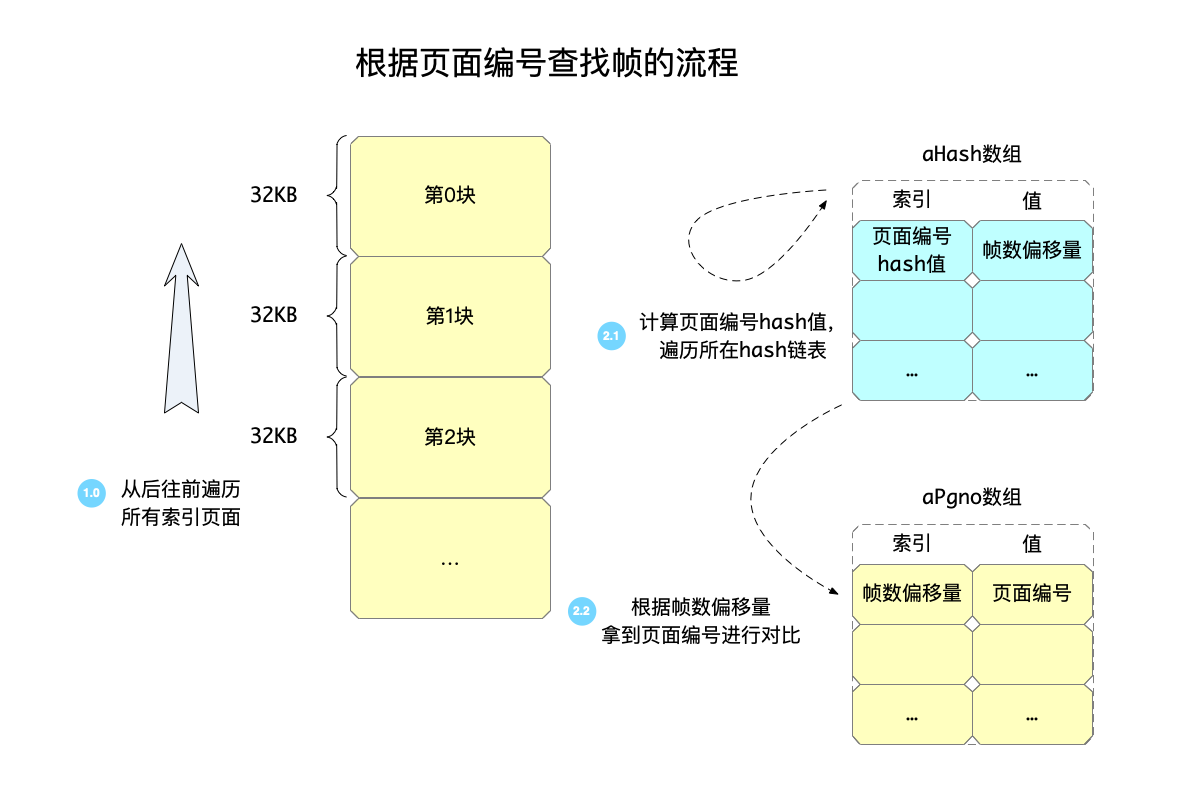 根据页面编号查找帧的流程
32KB
第0块
32KB
第1块
32KB
第2块
...
1.0
从后往前遍历
所有索引页面
aHash数组
索引
值
页面编号
hash值
帧数偏移量
...
...
2.1
计算页面编号hash值,
遍历所在hash链表
aPgno数组
索引
值
帧数偏移量
页面编号
...
...
2.2
根据帧数偏移量
拿到页面编号进行对比